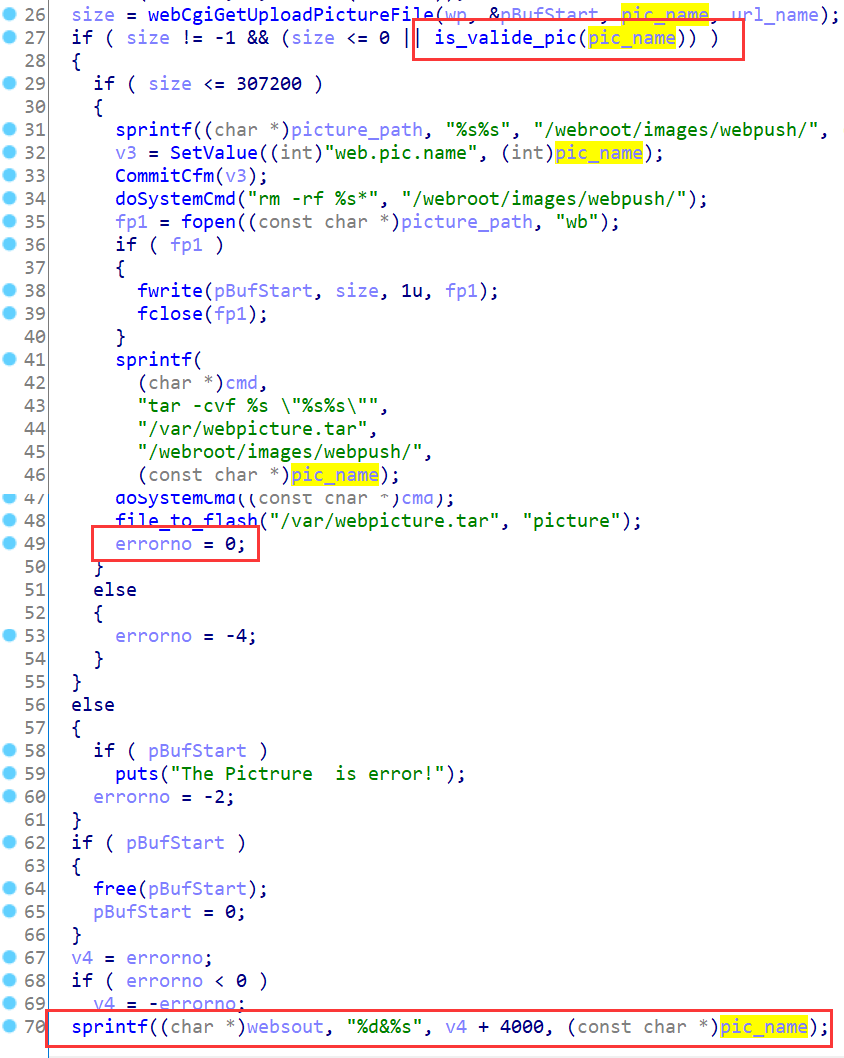 26 size = webCgiGetUploadPictureFile(wp, &pBufStart, pic_name, url_name);
27 if ( size != -1 && (size <= 0 || is_valide_pic(pic_name)) )
28 {
29 if ( size <= 307200 )
30 {
31 sprintf((char *)picture_path, "%s%s", "/webroot/images/webpush/",
32 v3 = SetValue((int)"web.pic.name", (int)pic_name);
33 CommitCfm(v3);
34 doSystemCmd("rm -rf %s*", "/webroot/images/webpush/");
35 fp1 = fopen((const char *)picture_path, "wb");
36 if ( fp1 )
37 {
38 fwrite(pBufStart, size, 1u, fp1);
39 fclose(fp1);
40 }
41 sprintf(
42 (char *)cmd,
43 "tar -cvf %s \"%s%s\"",
44 "/var/webpicture.tar",
45 "/webroot/images/webpush/",
46 (const char *)pic_name);
47 doSystemCmd((const char *)cmd);
48 file_to_flash("/var/webpicture.tar", "picture");
49 errorno = 0;
50 }
51 else
52 {
53 errorno = -4;
54 }
55 }
56 else
57 {
58 if ( pBufStart )
59 puts("The Pictrure  is error!");
60 errorno = -2;
61 }
62 if ( pBufStart )
63 {
64 free(pBufStart);
65 pBufStart = 0;
66 }
67 v4 = errorno;
68 if ( errorno < 0 )
69 v4 = -errorno;
70 sprintf((char *)websout, "%d&%s", v4 + 4000, (const char *)pic_name);